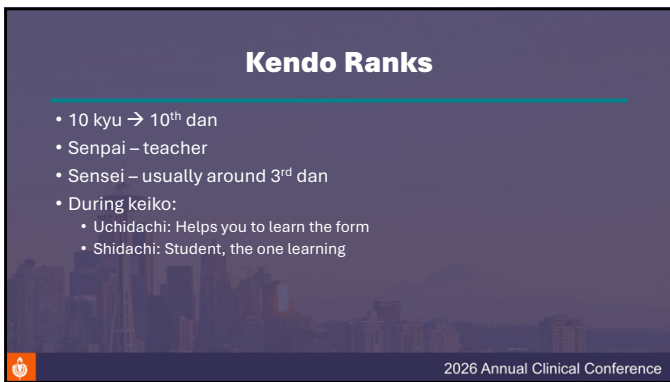 Kendo Ranks
• 10 kyu → 10th dan
• Senpai – teacher
• Sensei – usually around 3rd dan
• During keiko:
• Uchidachi: Helps you to learn the form
• Shidachi: Student, the one learning
2026 Annual Clinical Conference